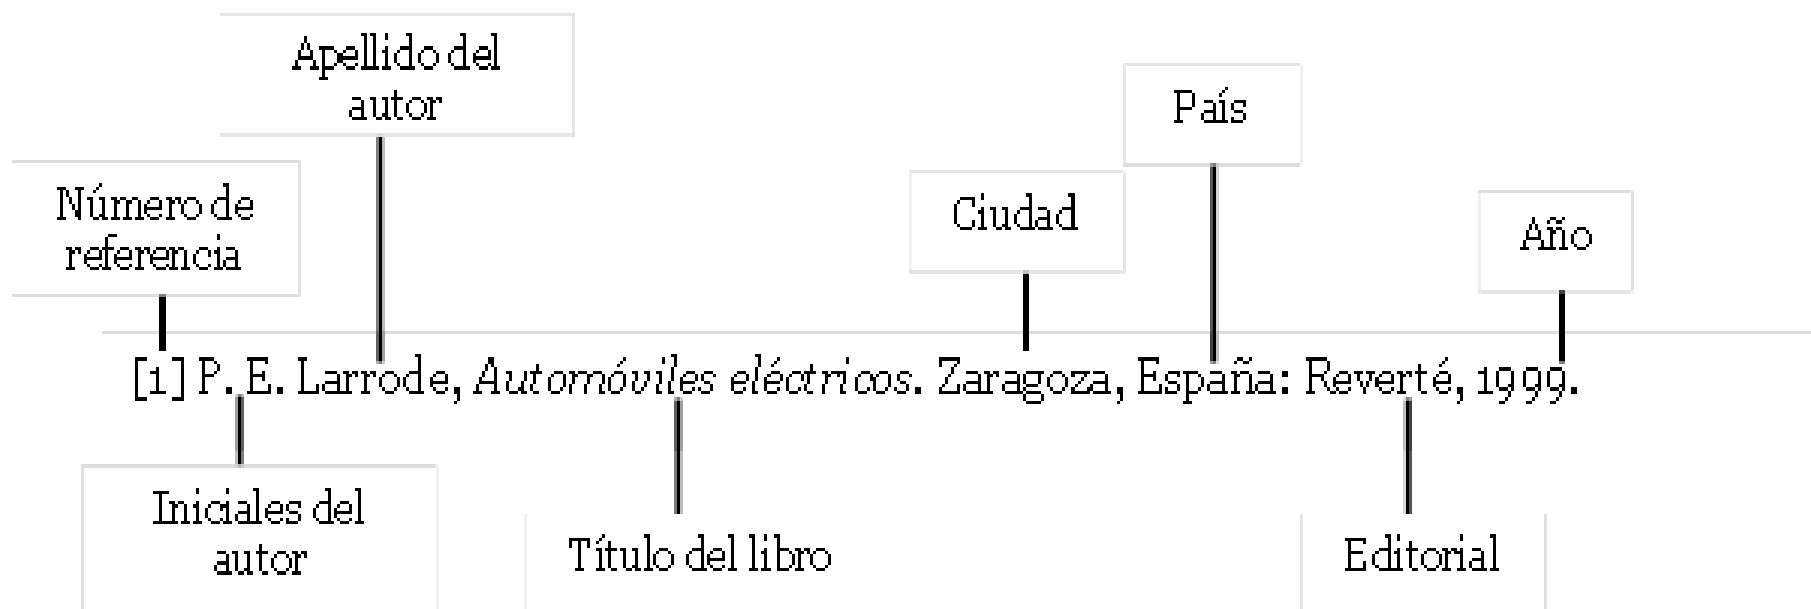 Apellido del
autor
País
Número de
referencia
Ciudad
Año
[1] P. E. Larrode, Automóviles eléctricos. Zaragoza, España: Reverté, 1999.
Iniciales del
autor
Título del libro
Editorial